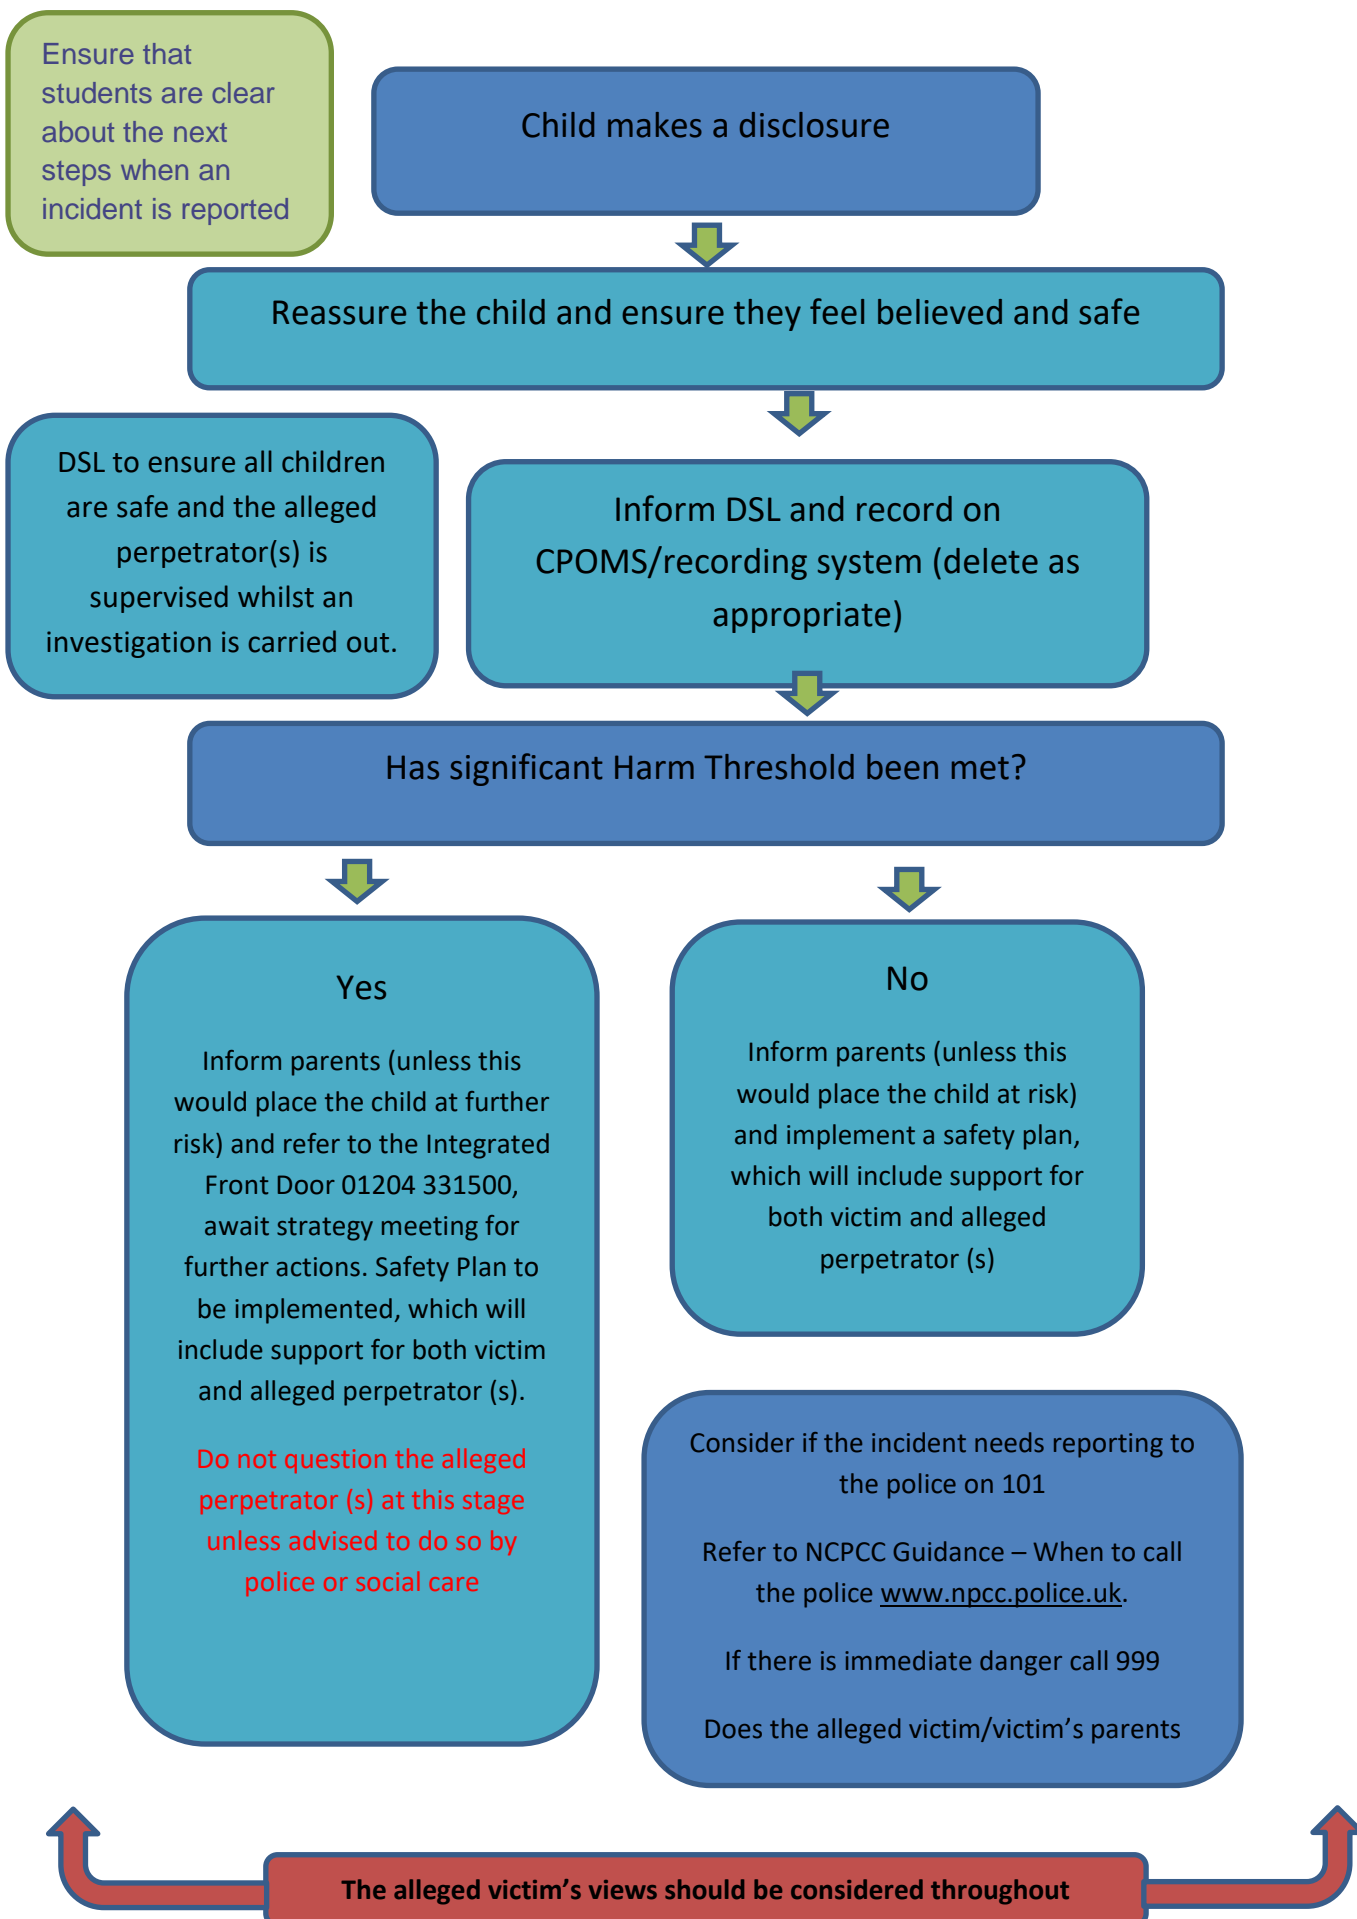 Ensure that
students are clear
about the next
steps when an
incident is reported
Child makes a disclosure
Reassure the child and ensure they feel believed and safe
DSL to ensure all children
are safe and the alleged
perpetrator(s) is
supervised whilst an
investigation is carried out.
Inform DSL and record on
CPOMS/recording system (delete as
appropriate)
Has significant Harm Threshold been met?
Yes
Inform parents (unless this
would place the child at further
risk) and refer to the Integrated
Front Door 01204 331500,
await strategy meeting for
further actions. Safety Plan to
be implemented, which will
include support for both victim
and alleged perpetrator (s).
Do not question the alleged
perpetrator (s) at this stage
unless advised to do so by
police or social care
No
Inform parents (unless this
would place the child at risk)
and implement a safety plan,
which will include support for
both victim and alleged
perpetrator (s)
Consider if the incident needs reporting to
the police on 101
Refer to NCPCC Guidance – When to call
the police www.npcc.police.uk.
If there is immediate danger call 999
Does the alleged victim/victim’s parents
The alleged victim’s views should be considered throughout